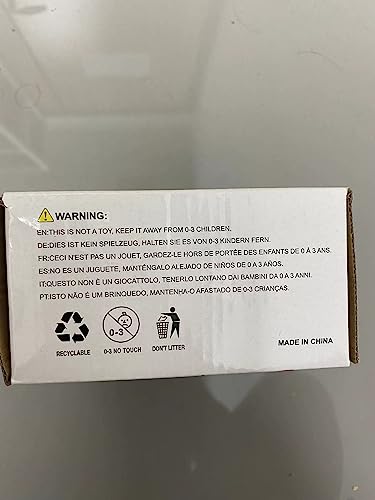 WARNING:
EN:THIS IS NOT A TOY, KEEP IT AWAY FROM 0-3 CHILDREN.
DE:DIES IST KEIN SPIELZEUG, HALTEN SIE ES VON 0-3 KINDERN FERN.
FR:CECI N'EST PAS UN JOUET, GARDEZ-LE HORS DE PORTÉE DES ENFANTS DE 0 À 3 ANS.
ES:NO ES UN JUGUETE, MANTÉNGALO ALEJADO DE NIÑOS DE 0 A 3 AÑOS.
IT:QUESTO NON È UN GIOCATTOLO, TENERLO LONTANO DAI BAMBINI DA 0 A 3 ANNI.
PT:ISTO NÃO É UM BRINQUEDO, MANTENHA-O AFASTADO DE 0-3 CRIANÇAS.
0-3
RECYCLABLE 0-3 NO TOUCH DON'T LITTER
MADE IN CHINA